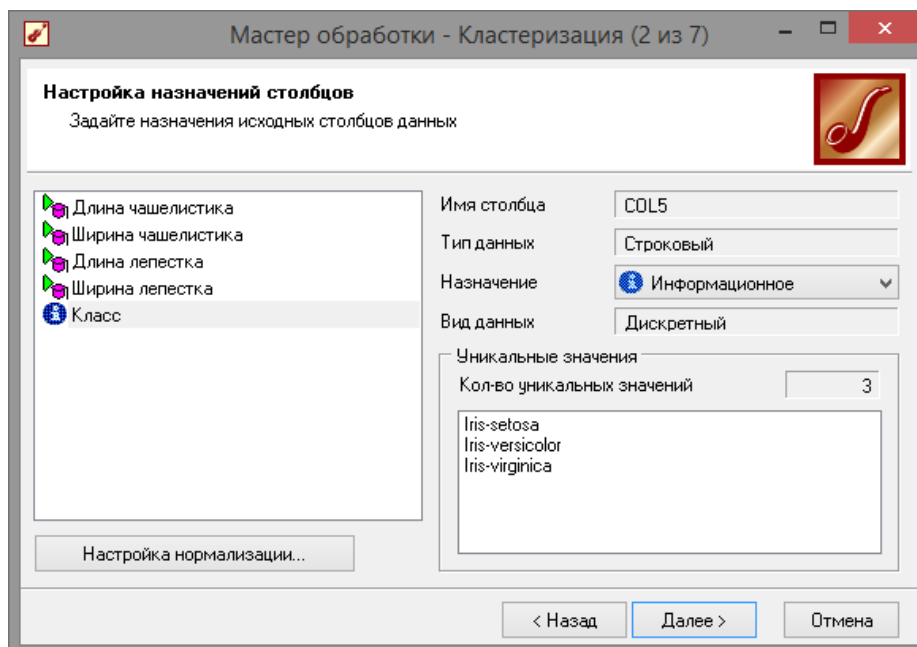 Мастер обработки - Кластеризация (2 из 7)
Настройка назначений столбцов
Задайте назначения исходных столбцов данных
Длина чашелистика
Ширина чашелистика
Длина лепестка
Ширина лепестка
Класс
Настройка нормализации...
Имя столбца COL5
Тип данных Строковый
Назначение Информационное
Вид данных Дискретный
Уникальные значения
Кол-во уникальных значений 3
Iris-setosa
Iris-versicolor
Iris-virginica
< Назад Далее > Отмена